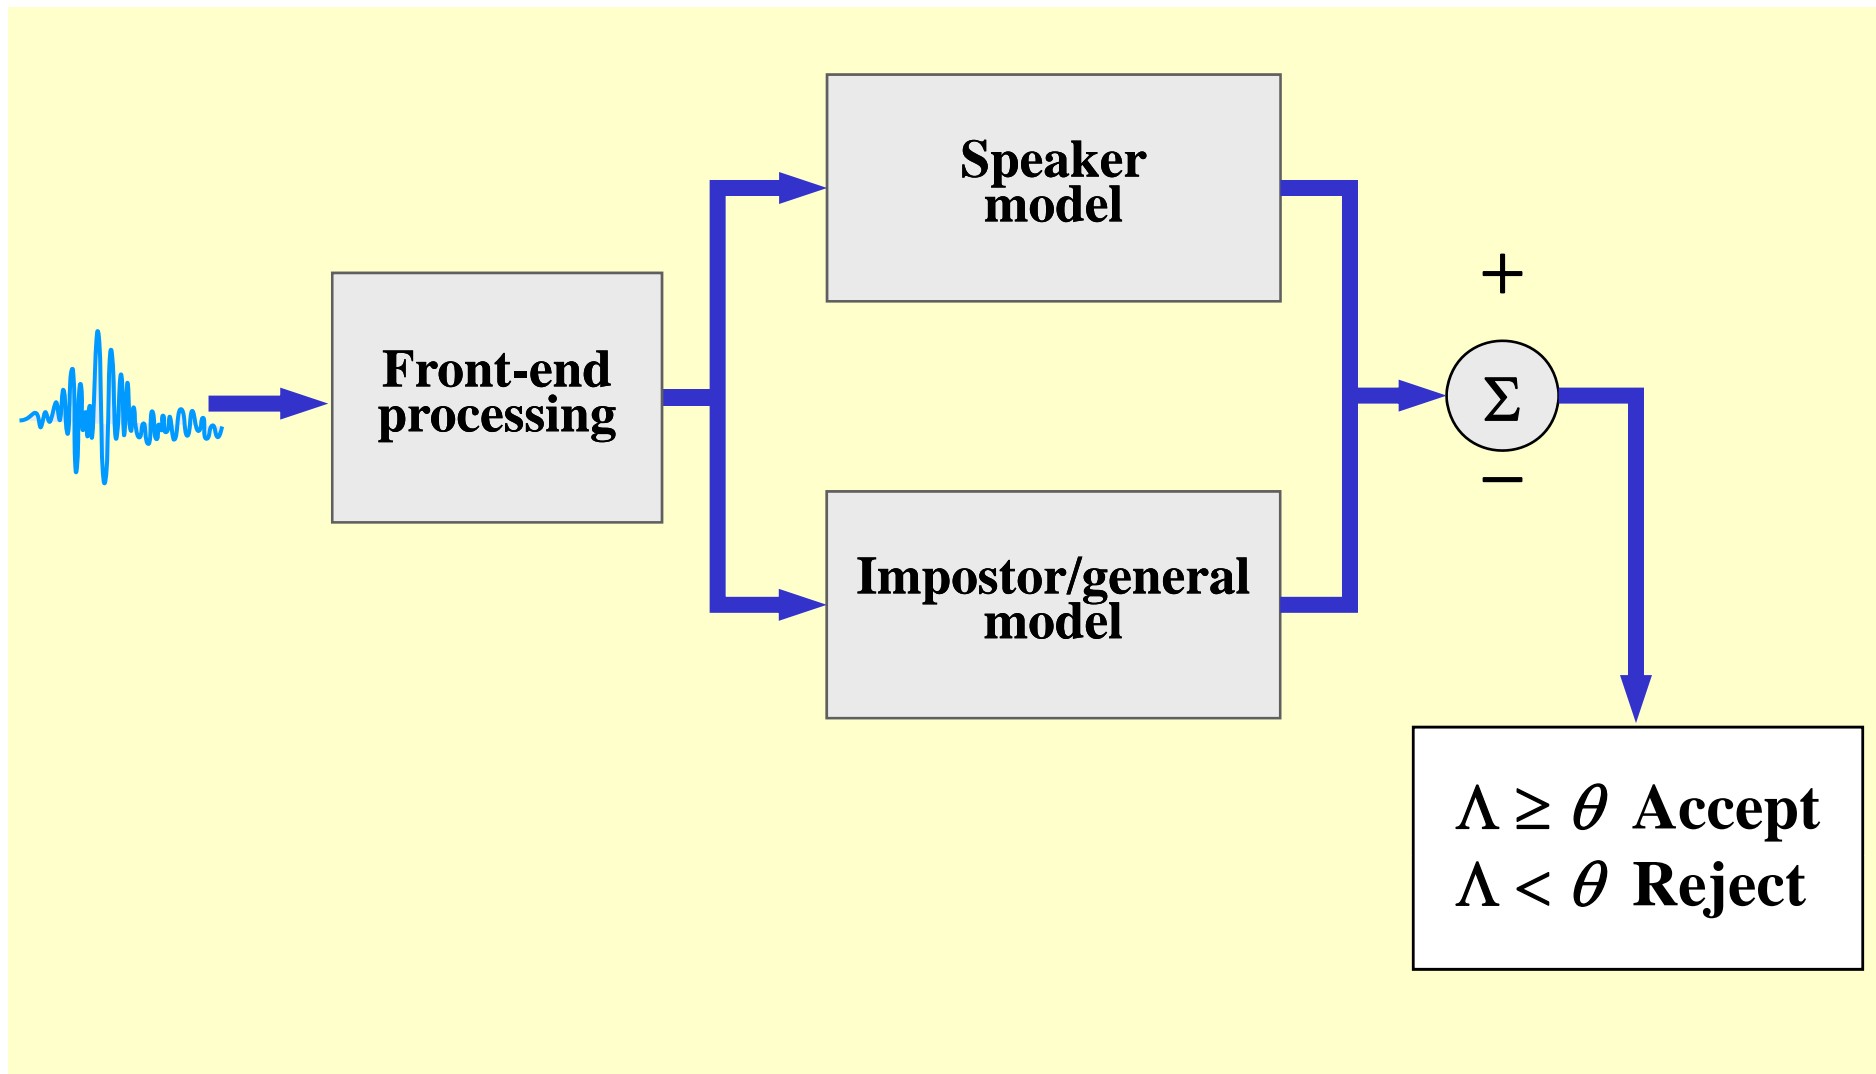 Speaker
model
Front-end
processing
+
Σ
−
Impostor/general
model
Λ ≥ θ Accept
Λ < θ Reject